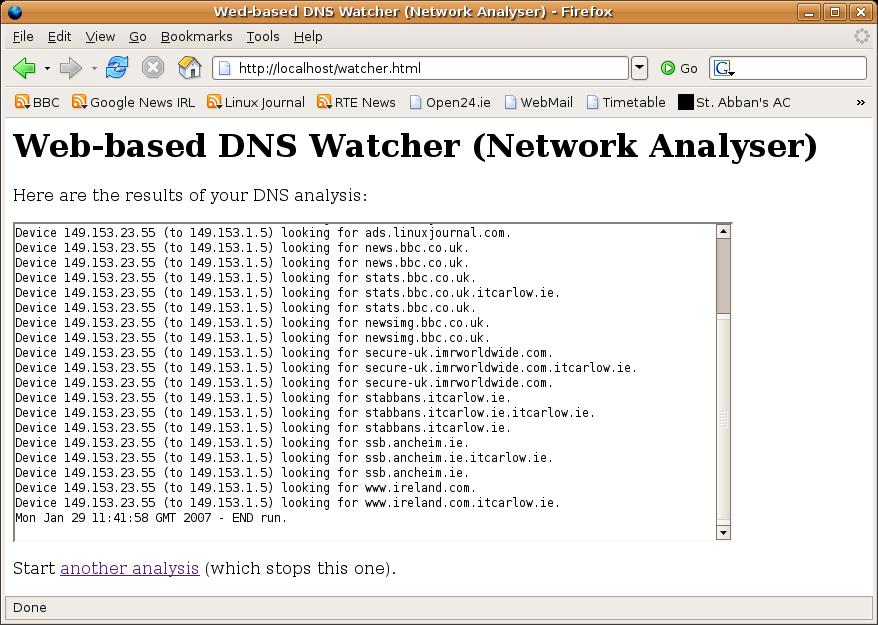 Wed-based DNS Watcher (Network Analyser) - Firefox
File Edit View Go Bookmarks Tools Help
http://localhost/watcher.html Go G
BBC Google News IRL Linux Journal RTE News Open24.ie WebMail Timetable St. Abban's AC »
Web-based DNS Watcher (Network Analyser)
Here are the results of your DNS analysis:
Device 149.153.23.55 (to 149.153.1.5) looking for ads.linuxjournal.com.
Device 149.153.23.55 (to 149.153.1.5) looking for news.bbc.co.uk.
Device 149.153.23.55 (to 149.153.1.5) looking for news.bbc.co.uk.
Device 149.153.23.55 (to 149.153.1.5) looking for stats.bbc.co.uk.
Device 149.153.23.55 (to 149.153.1.5) looking for stats.bbc.co.uk.itcarlow.ie.
Device 149.153.23.55 (to 149.153.1.5) looking for stats.bbc.co.uk.
Device 149.153.23.55 (to 149.153.1.5) looking for newsimg.bbc.co.uk.
Device 149.153.23.55 (to 149.153.1.5) looking for newsimg.bbc.co.uk.
Device 149.153.23.55 (to 149.153.1.5) looking for secure-uk.imrworldwide.com.
Device 149.153.23.55 (to 149.153.1.5) looking for secure-uk.imrworldwide.com.itcarlow.ie.
Device 149.153.23.55 (to 149.153.1.5) looking for secure-uk.imrworldwide.com.
Device 149.153.23.55 (to 149.153.1.5) looking for stabbans.itcarlow.ie.
Device 149.153.23.55 (to 149.153.1.5) looking for stabbans.itcarlow.ie.itcarlow.ie.
Device 149.153.23.55 (to 149.153.1.5) looking for stabbans.itcarlow.ie.
Device 149.153.23.55 (to 149.153.1.5) looking for ssb.ancheim.ie.
Device 149.153.23.55 (to 149.153.1.5) looking for ssb.ancheim.ie.itcarlow.ie.
Device 149.153.23.55 (to 149.153.1.5) looking for ssb.ancheim.ie.
Device 149.153.23.55 (to 149.153.1.5) looking for www.ireland.com.
Device 149.153.23.55 (to 149.153.1.5) looking for www.ireland.com.itcarlow.ie.
Mon Jan 29 11:41:58 GMT 2007 - END run.
Start another analysis (which stops this one).
Done